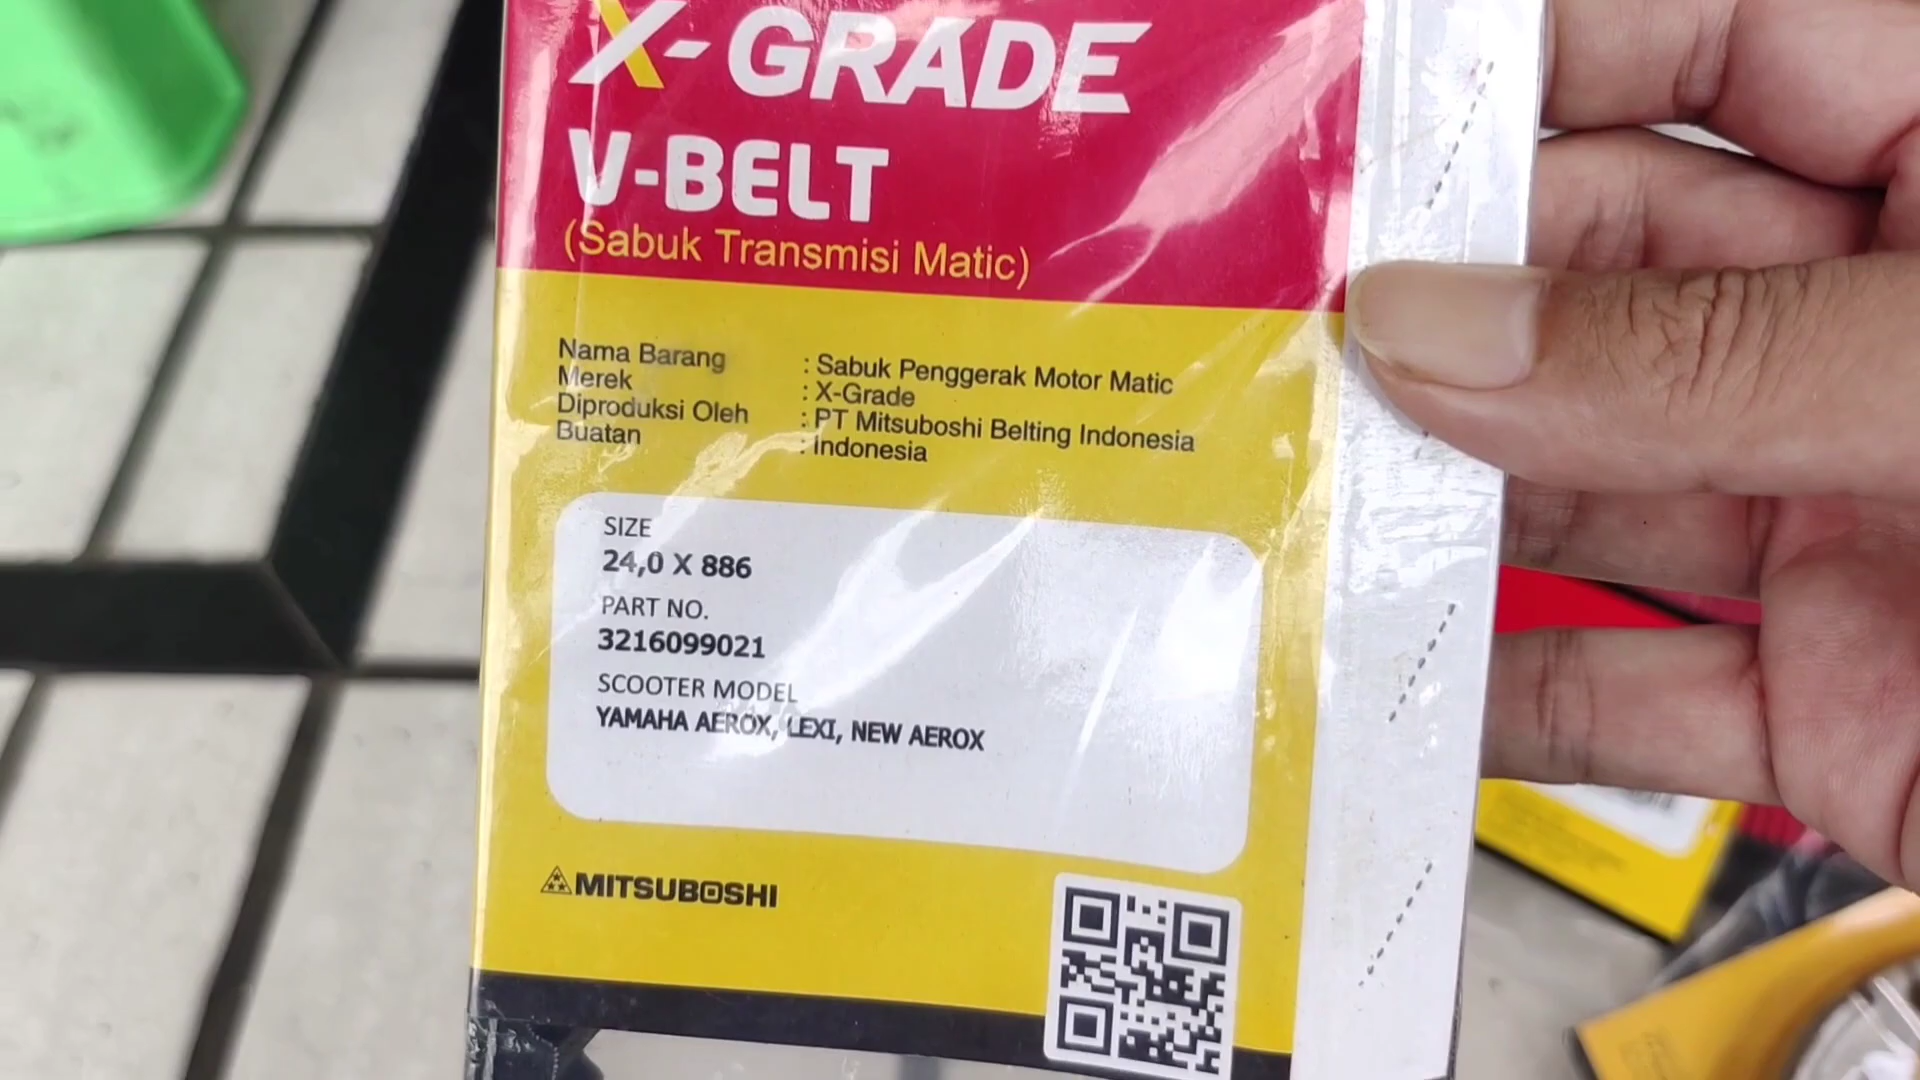 X-GRADE
V-BELT
(Sabuk Transmisi Matic)
Nama Barang : Sabuk Penggerak Motor Matic
Merek : X-Grade
Diproduksi Oleh : PT Mitsuboshi Belting Indonesia
Buatan : Indonesia
SIZE
24,0 X 886
PART NO.
3216099021
SCOOTER MODEL
YAMAHA AEROX, LEXI, NEW AEROX
MITSUBOSHI